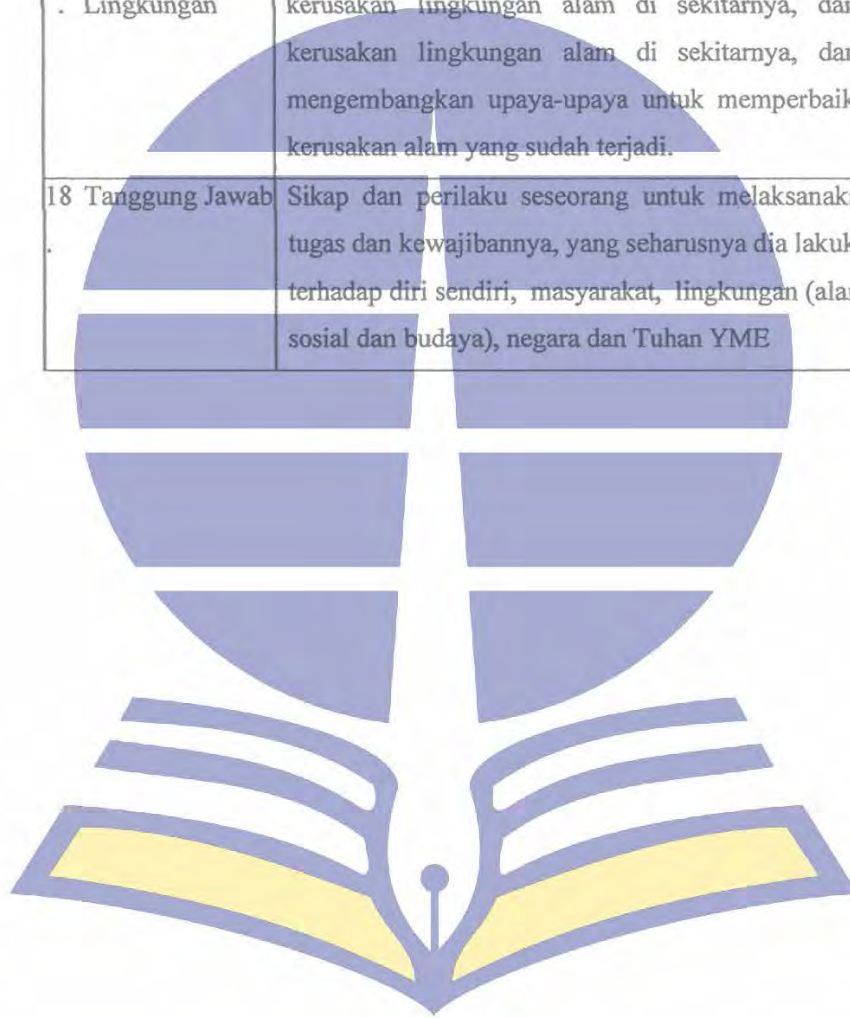 . Lingkungan kerusakan lingkungan alam di sekitarnya, dan
kerusakan lingkungan alam di sekitarnya, dan
mengembangkan upaya-upaya untuk memperbaik
kerusakan alam yang sudah terjadi.
18 Tanggung Jawab Sikap dan perilaku seseorang untuk melaksanaka
. tugas dan kewajibannya, yang seharusnya dia lakuk
terhadap diri sendiri, masyarakat, lingkungan (alan
sosial dan budaya), negara dan Tuhan YME